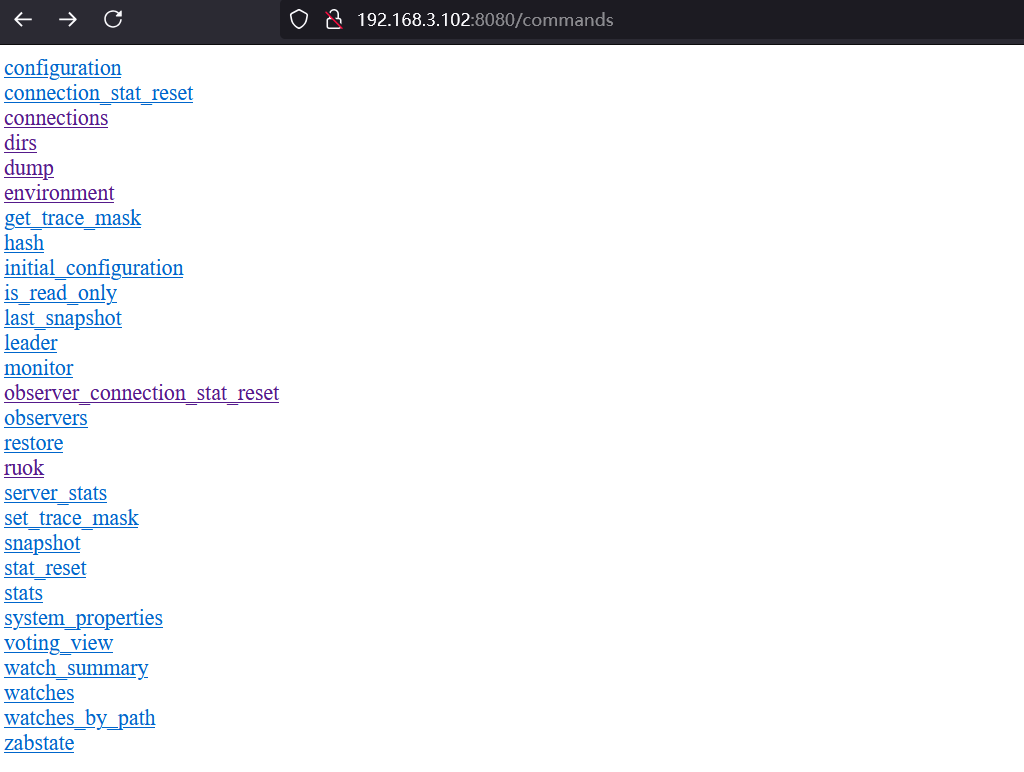 192.168.3.102:8080/commands
configuration
connection_stat_reset
connections
dirs
dump
environment
get_trace_mask
hash
initial_configuration
is_read_only
last_snapshot
leader
monitor
observer_connection_stat_reset
observers
restore
ruok
server_stats
set_trace_mask
snapshot
stat_reset
stats
system_properties
voting_view
watch_summary
watches
watches_by_path
zabstate